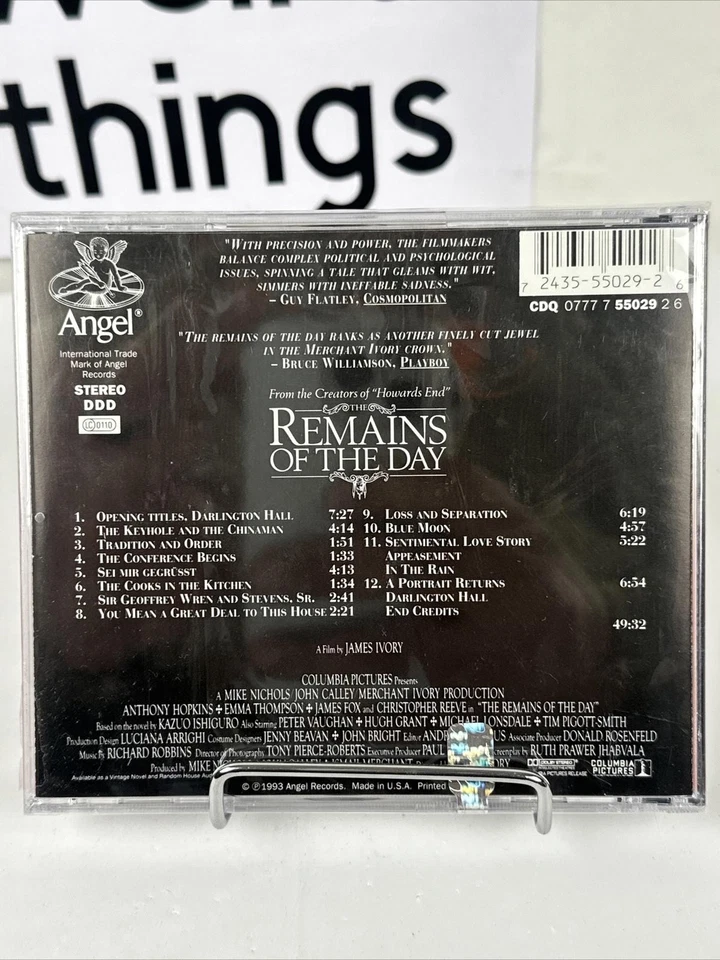 things
"With precision and power, the filmmakers
balance complex political and psychological
issues, spinning a tale that gleams with wit,
simmers with ineffable sadness."
– Guy Flatley, Cosmopolitan
7 2435-55029-2 6
CDQ 0777 7 55029 2 6
Angel®
International Trade
Mark of Angel
Records
STEREO
DDD
LC 0110
"The remains of the day ranks as another finely cut jewel
in the Merchant Ivory crown."
– Bruce Williamson, Playboy
From the Creators of "Howards End"
THE
REMAINS
OF THE DAY
1. Opening titles, Darlington Hall 7:27
2. The Keyhole and the Chinaman 4:14
3. Tradition and Order 1:51
4. The Conference Begins 1:33
5. Sei mir gegrüsst 4:13
6. The Cooks in the Kitchen 1:34
7. Sir Geoffrey Wren and Stevens, Sr. 2:41
8. You Mean a Great Deal to This House 2:21
9. Loss and Separation 6:19
10. Blue Moon 4:57
11. Sentimental Love Story 5:22
Appeasement
In the Rain
12. A Portrait Returns 6:54
Darlington Hall
End Credits
49:32
A Film by JAMES IVORY
COLUMBIA PICTURES Presents
A MIKE NICHOLS/JOHN CALLEY/MERCHANT IVORY PRODUCTION
ANTHONY HOPKINS EMMA THOMPSON JAMES FOX and CHRISTOPHER REEVE in "THE REMAINS OF THE DAY"
Based on the novel by KAZUO ISHIGURO Also Starring PETER VAUGHAN HUGH GRANT MICHAEL LONSDALE TIM PIGOTT-SMITH
Production Design LUCIANA ARRIGHI Costume Designers JENNY BEAVAN JOHN BRIGHT Editor Associate Producer DONALD ROSENFELD
Music By RICHARD ROBBINS Director of Photography TONY PIERCE-ROBERTS Executive Producer PAUL Screenplay by RUTH PRAWER JHABVALA
Produced by MIKE
DOLBY STEREO
A COLUMBIA PICTURES RELEASE
COLUMBIA
PICTURES
Available as a Vintage Novel and Random House
© ℗1993 Angel Records. Made in U.S.A. Printed